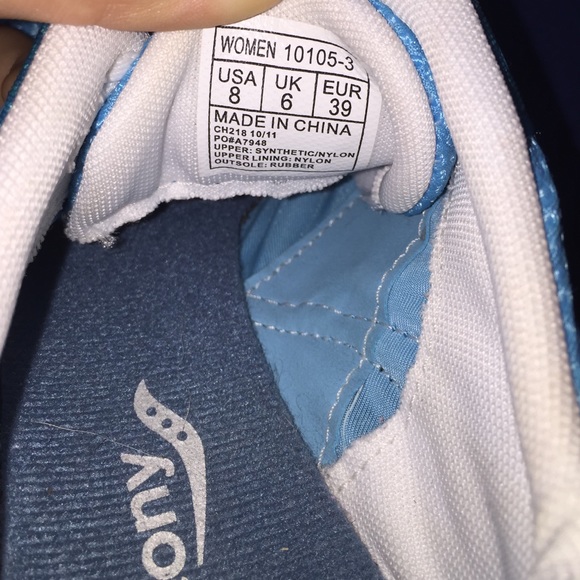 WOMEN 10105-3
USA UK EUR
8 6 39
MADE IN CHINA
CH218 10/11
PO#A7948
UPPER: SYNTHETIC/NYLON
UPPER LINING: NYLON
OUTSOLE: RUBBER
ony